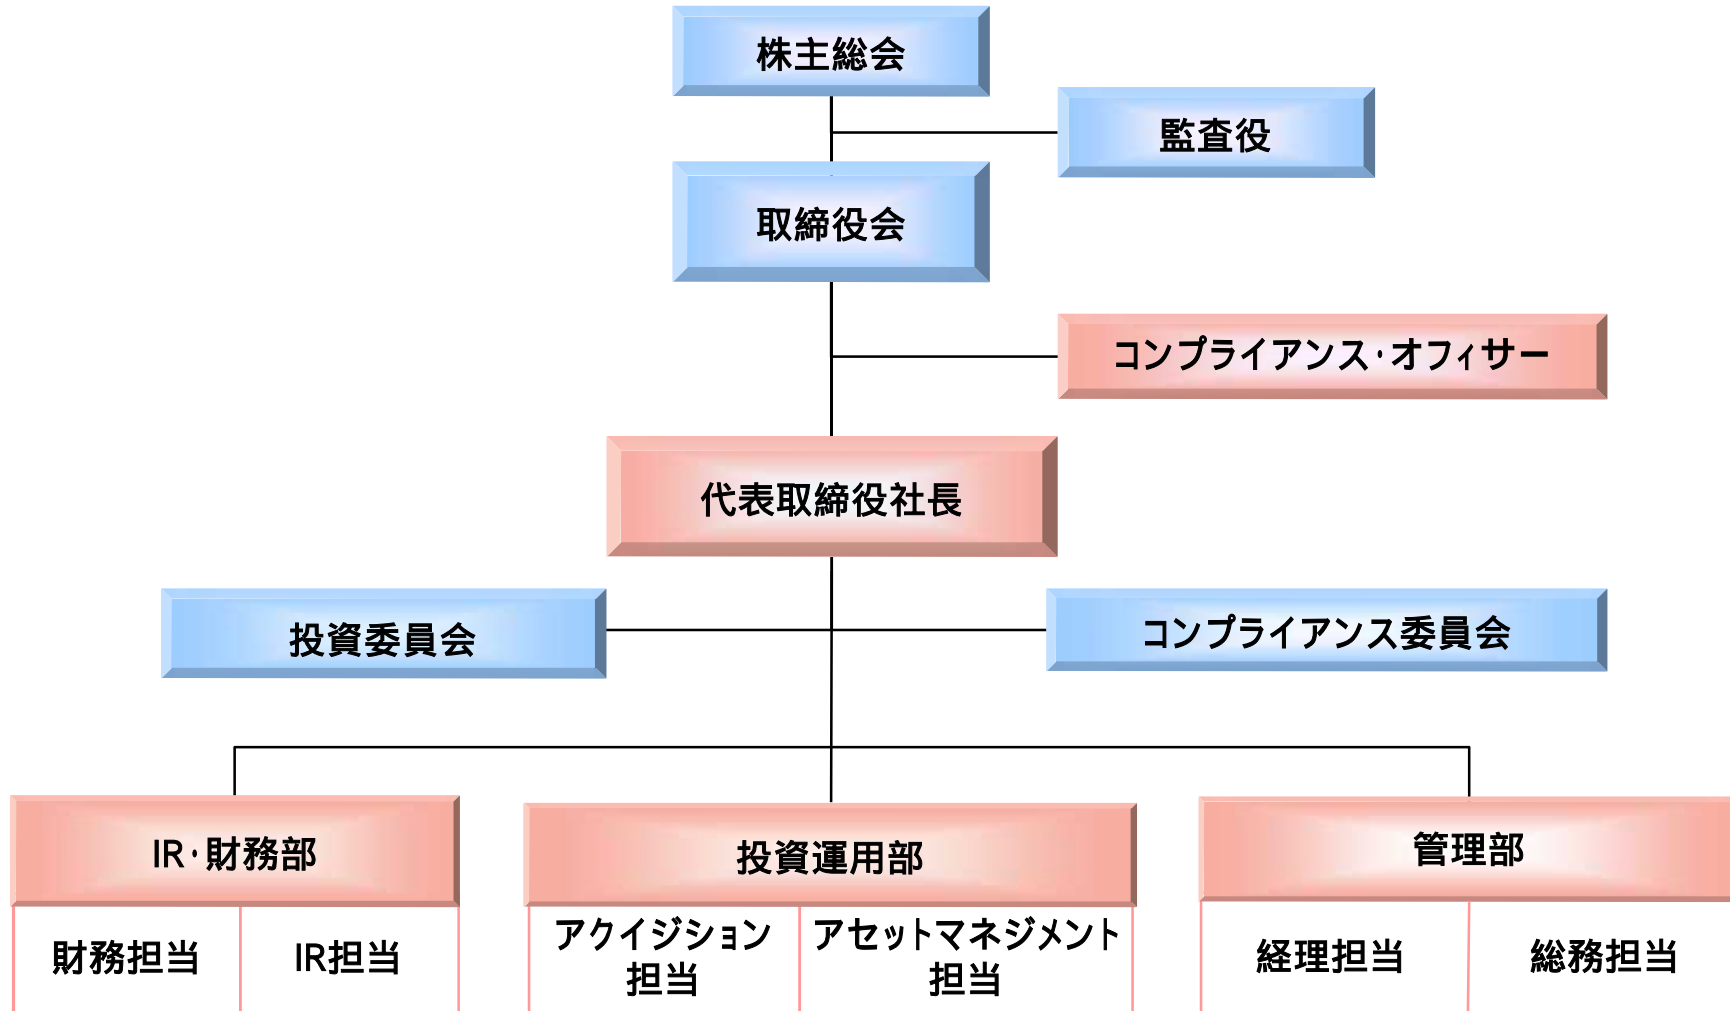 株主総会
監査役
取締役会
コンプライアンス・オフィサー
代表取締役社長
投資委員会
コンプライアンス委員会
IR・財務部
投資運用部
管理部
財務担当
IR担当
アクイジション
担当
アセットマネジメント
担当
経理担当
総務担当